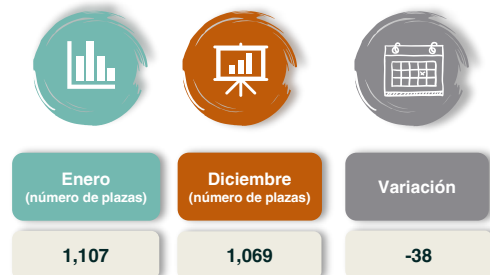 Enero
(número de plazas)
Diciembre
(número de plazas)
Variación
1,107
1,069
-38